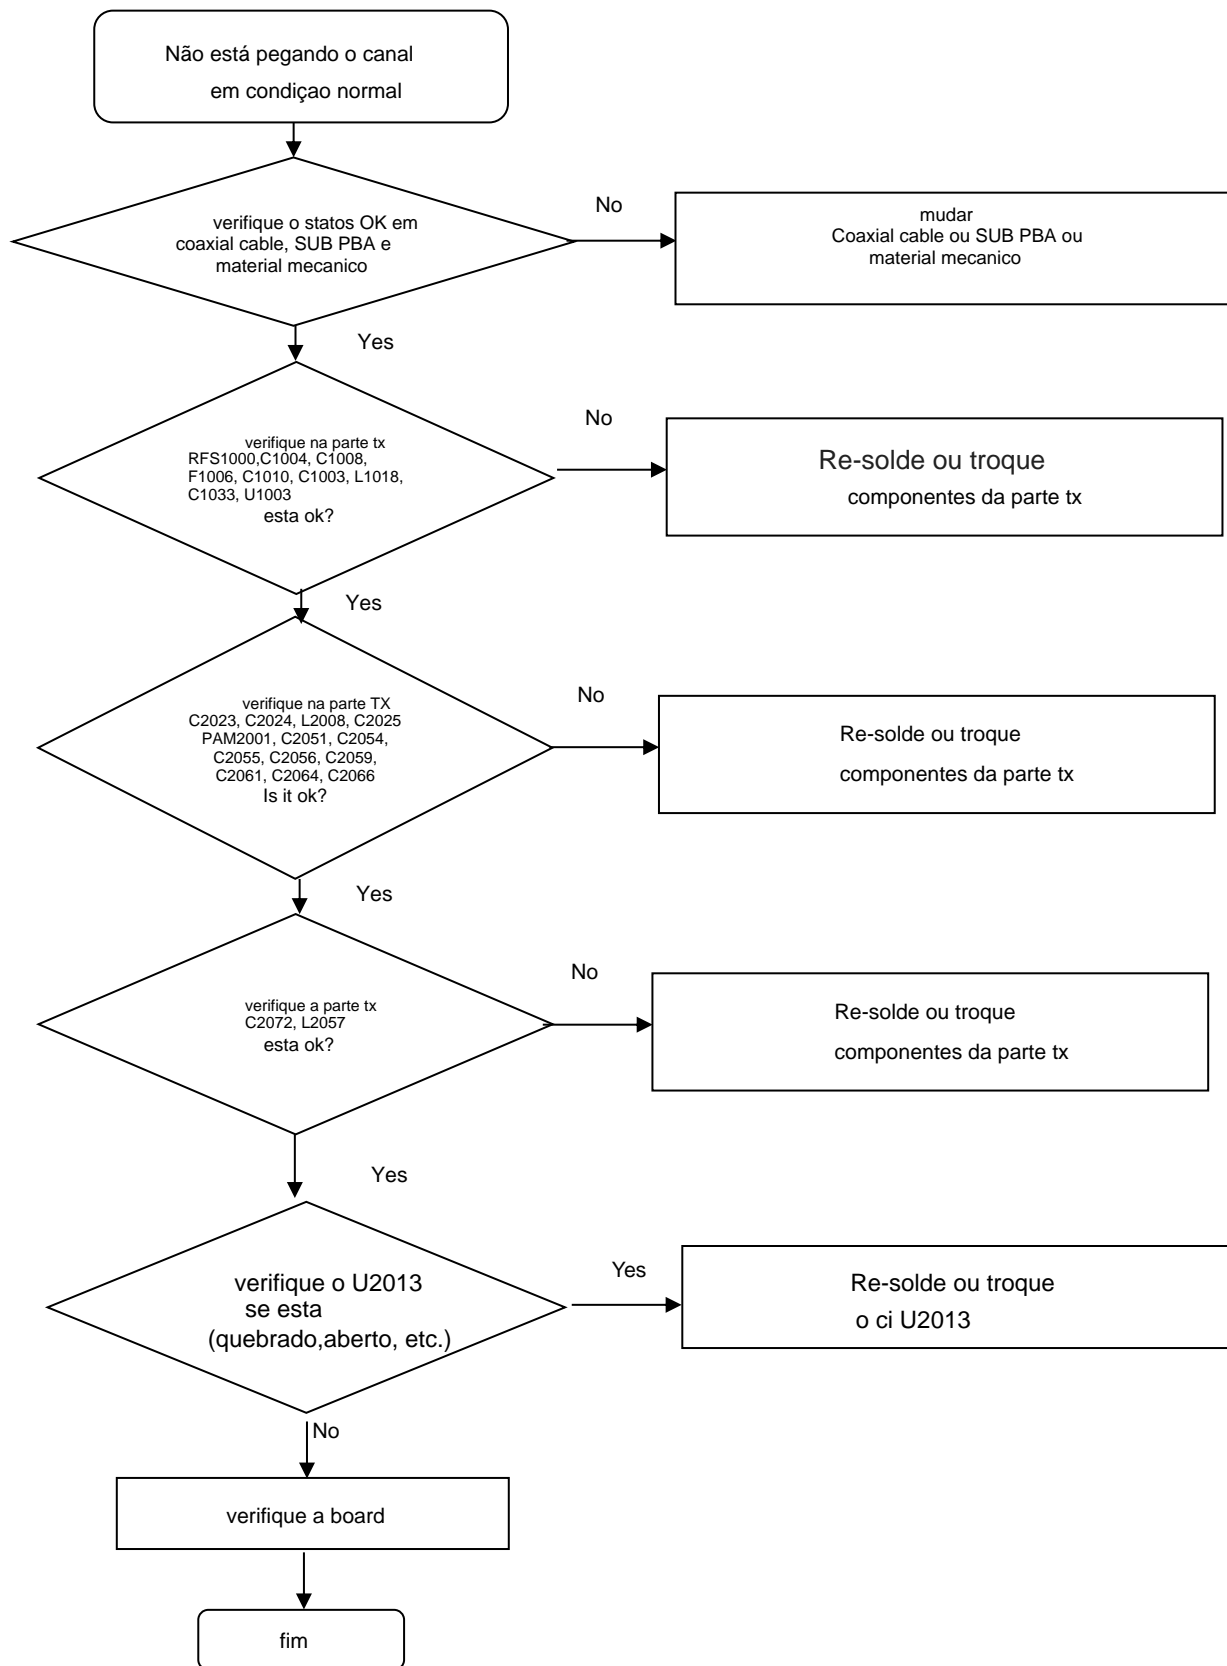 Não está pegando o canal
em condiçao normal
verifique o statos OK em
coaxial cable, SUB PBA e
material mecanico
No
mudar
Coaxial cable ou SUB PBA ou
material mecanico
Yes
verifique na parte tx
RFS1000,C1004, C1008,
F1006, C1010, C1003, L1018,
C1033, U1003
esta ok?
No
Re-solde ou troque
componentes da parte tx
Yes
verifique na parte TX
C2023, C2024, L2008, C2025
PAM2001, C2051, C2054,
C2055, C2056, C2059,
C2061, C2064, C2066
Is it ok?
No
Re-solde ou troque
componentes da parte tx
Yes
verifique a parte tx
C2072, L2057
esta ok?
No
Re-solde ou troque
componentes da parte tx
Yes
verifique o U2013
se esta
(quebrado,aberto, etc.)
Yes
Re-solde ou troque
o ci U2013
No
verifique a board
fim